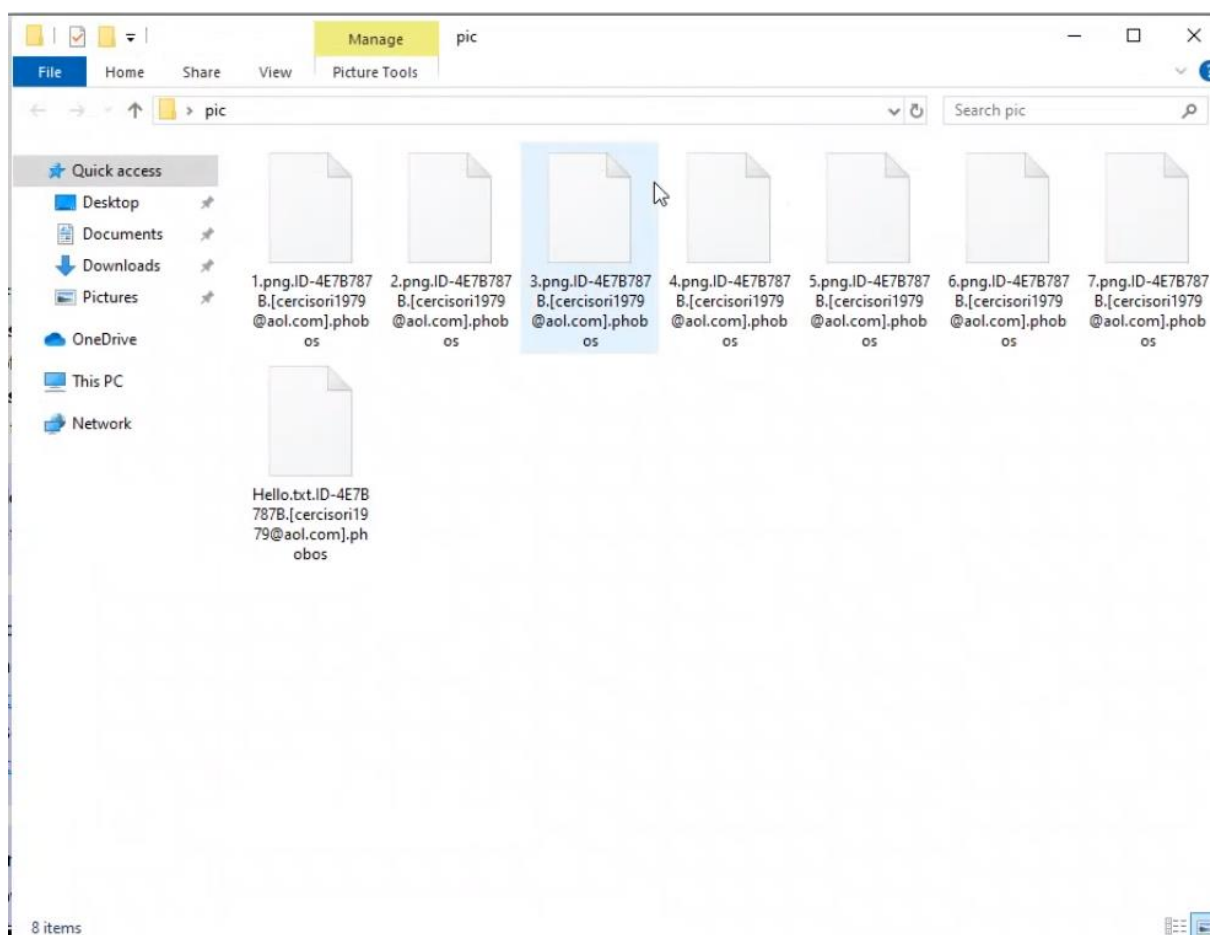 Manage pic
File Home Share View Picture Tools
pic
Search pic
Quick access
Desktop
Documents
Downloads
Pictures
OneDrive
This PC
Network
1.png.ID-4E7B787
B.[cercisori1979
@aol.com].phob
os
2.png.ID-4E7B787
B.[cercisori1979
@aol.com].phob
os
3.png.ID-4E7B787
B.[cercisori1979
@aol.com].phob
os
4.png.ID-4E7B787
B.[cercisori1979
@aol.com].phob
os
5.png.ID-4E7B787
B.[cercisori1979
@aol.com].phob
os
6.png.ID-4E7B787
B.[cercisori1979
@aol.com].phob
os
7.png.ID-4E7B787
B.[cercisori1979
@aol.com].phob
os
Hello.txt.ID-4E7B
787B.[cercisori19
79@aol.com].ph
obos
8 items